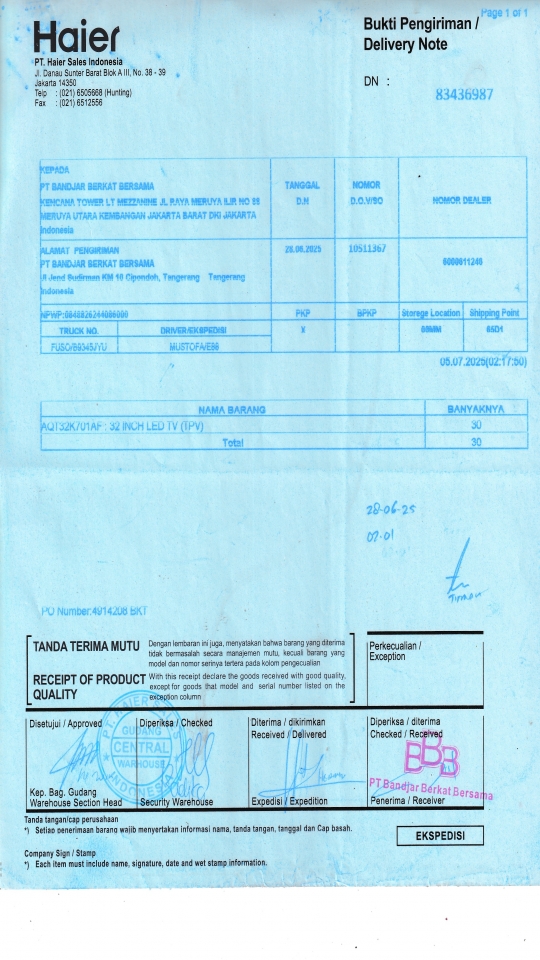 Page 1 of 1
Haier
Bukti Pengiriman /
Delivery Note
PT. Haier Sales Indonesia
Jl. Danau Sunter Barat Blok A III, No. 38 - 39
Jakarta 14350
Telp : (021) 6505668 (Hunting)
Fax : (021) 6512556
DN :
83436987
KEPADA
PT BANDJAR BERKAT BERSAMA
KENCANA TOWER LT MEZZANINE JL RAYA MERUYA ILIR NO 88
MERUYA UTARA KEMBANGAN JAKARTA BARAT DKI JAKARTA
Indonesia
TANGGAL
D.N
NOMOR
D.O.V/SO
NOMOR DEALER
ALAMAT PENGIRIMAN
PT BANDJAR BERKAT BERSAMA
Jl Jend Sudirman KM 10 Cipondoh, Tangerang Tangerang
Indonesia
28.06.2025
10511367
PKP
BPKP
Storage Location
Shipping Point
TRUCK NO.
DRIVER/EKSPEDISI
X
65D1
FUSO/B9345JYU
05.07.2025(02:17:50)
NAMA BARANG
BANYAKNYA
AQT32K701AF : 32 INCH LED TV (TPV)
30
Total
30
28-06-25
07-01
Firman
PO Number:4914206 BKT
TANDA TERIMA MUTU
Dengan lembaran ini juga, menyatakan bahwa barang yang diterima
tidak bermasalah secara manajemen mutu, kecuali barang yang
model dan nomor serinya tertera pada kolom pengecualian
RECEIPT OF PRODUCT
QUALITY
With this receipt declare the goods received with good quality,
except for goods that model and serial number listed on the
exception column
Perkecualian /
Exception
Disetujui / Approved
Diperiksa / Checked
Diterima / dikirimkan
Received / Delivered
Diperiksa / diterima
Checked / Received
GUDANG
CENTRAL
WAREHOUSE
INDONESIA
BBB
PT Bandjar Berkat Bersama
Kep. Bag. Gudang
Warehouse Section Head
Security Warehouse
Expedisi / Expedition
Penerima / Receiver
Tanda tangan/cap perusahaan
*) Setiap penerimaan barang wajib menyertakan informasi nama, tanda tangan, tanggal dan Cap basah.
EKSPEDISI
Company Sign / Stamp
*) Each item must include name, signature, date and wet stamp information.